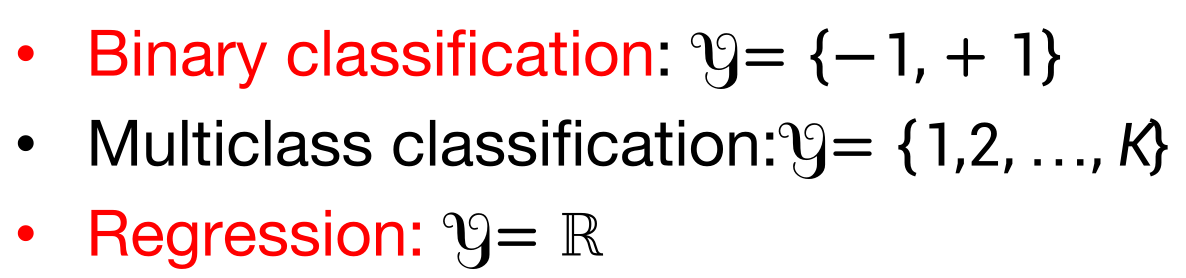 • Binary classification: 𝒴= {−1, + 1}
• Multiclass classification:𝒴= {1,2, …, K}
• Regression: 𝒴= ℝ